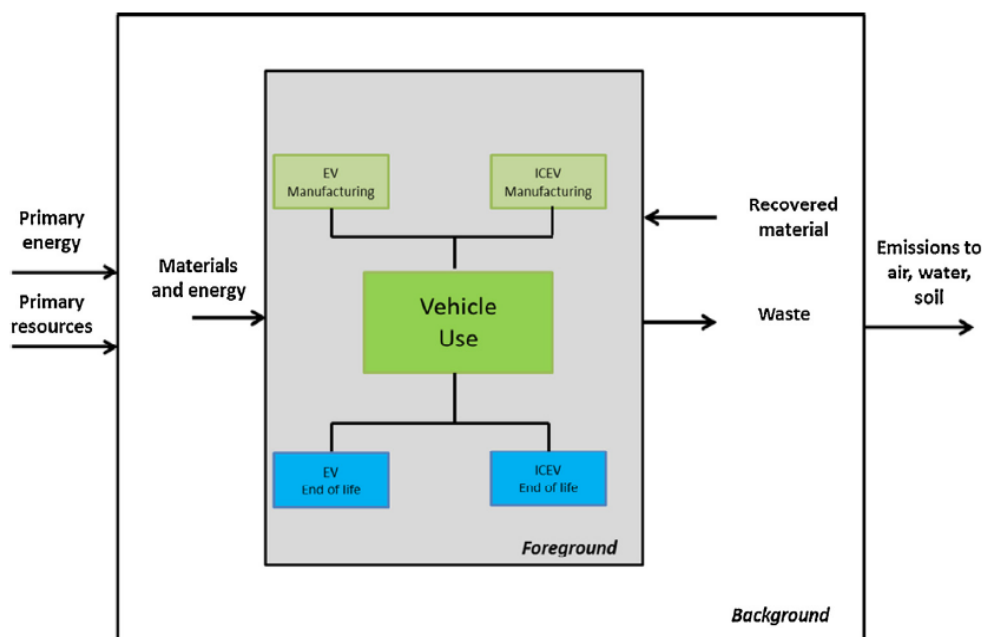 EV
Manufacturing
ICEV
Manufacturing
Primary
energy
Primary
resources
Materials
and energy
Recovered
material
Vehicle
Use
Waste
Emissions to
air, water,
soil
EV
End of life
ICEV
End of life
Foreground
Background